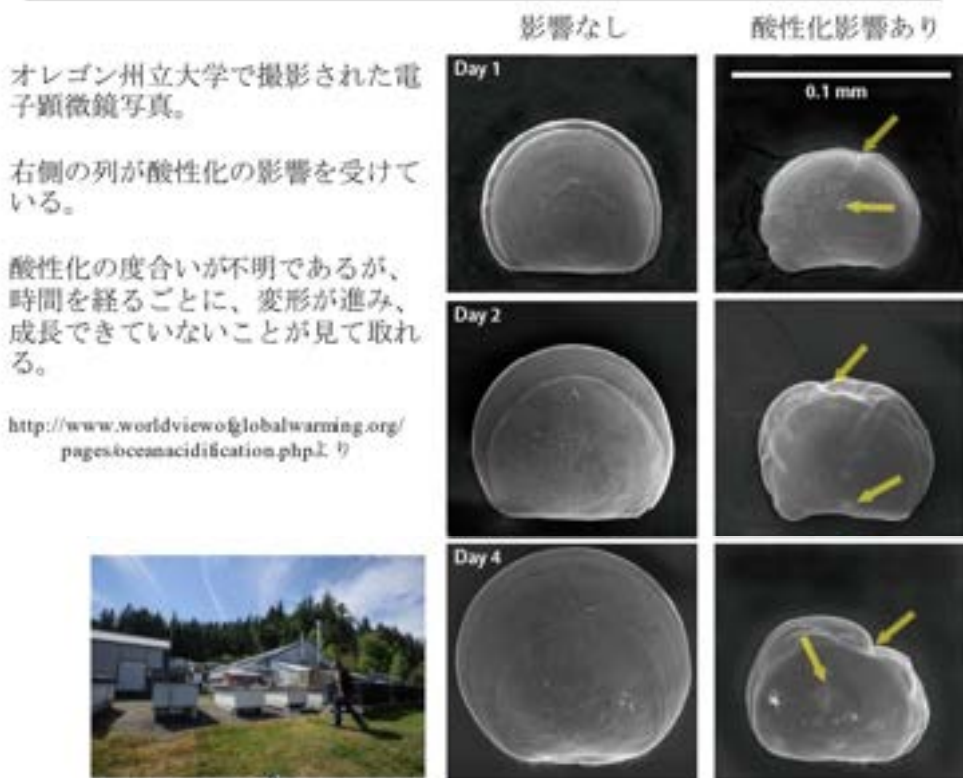 影響なし
酸性化影響あり
オレゴン州立大学で撮影された電
子顕微鏡写真。
右側の列が酸性化の影響を受けて
いる。
酸性化の度合いが不明であるが、
時間を経るごとに、変形が進み、
成長できていないことが見て取れ
る。
http://www.worldviewofglobalwarming.org/
pages/oceanacidification.phpより
Day 1
0.1 mm
Day 2
Day 4